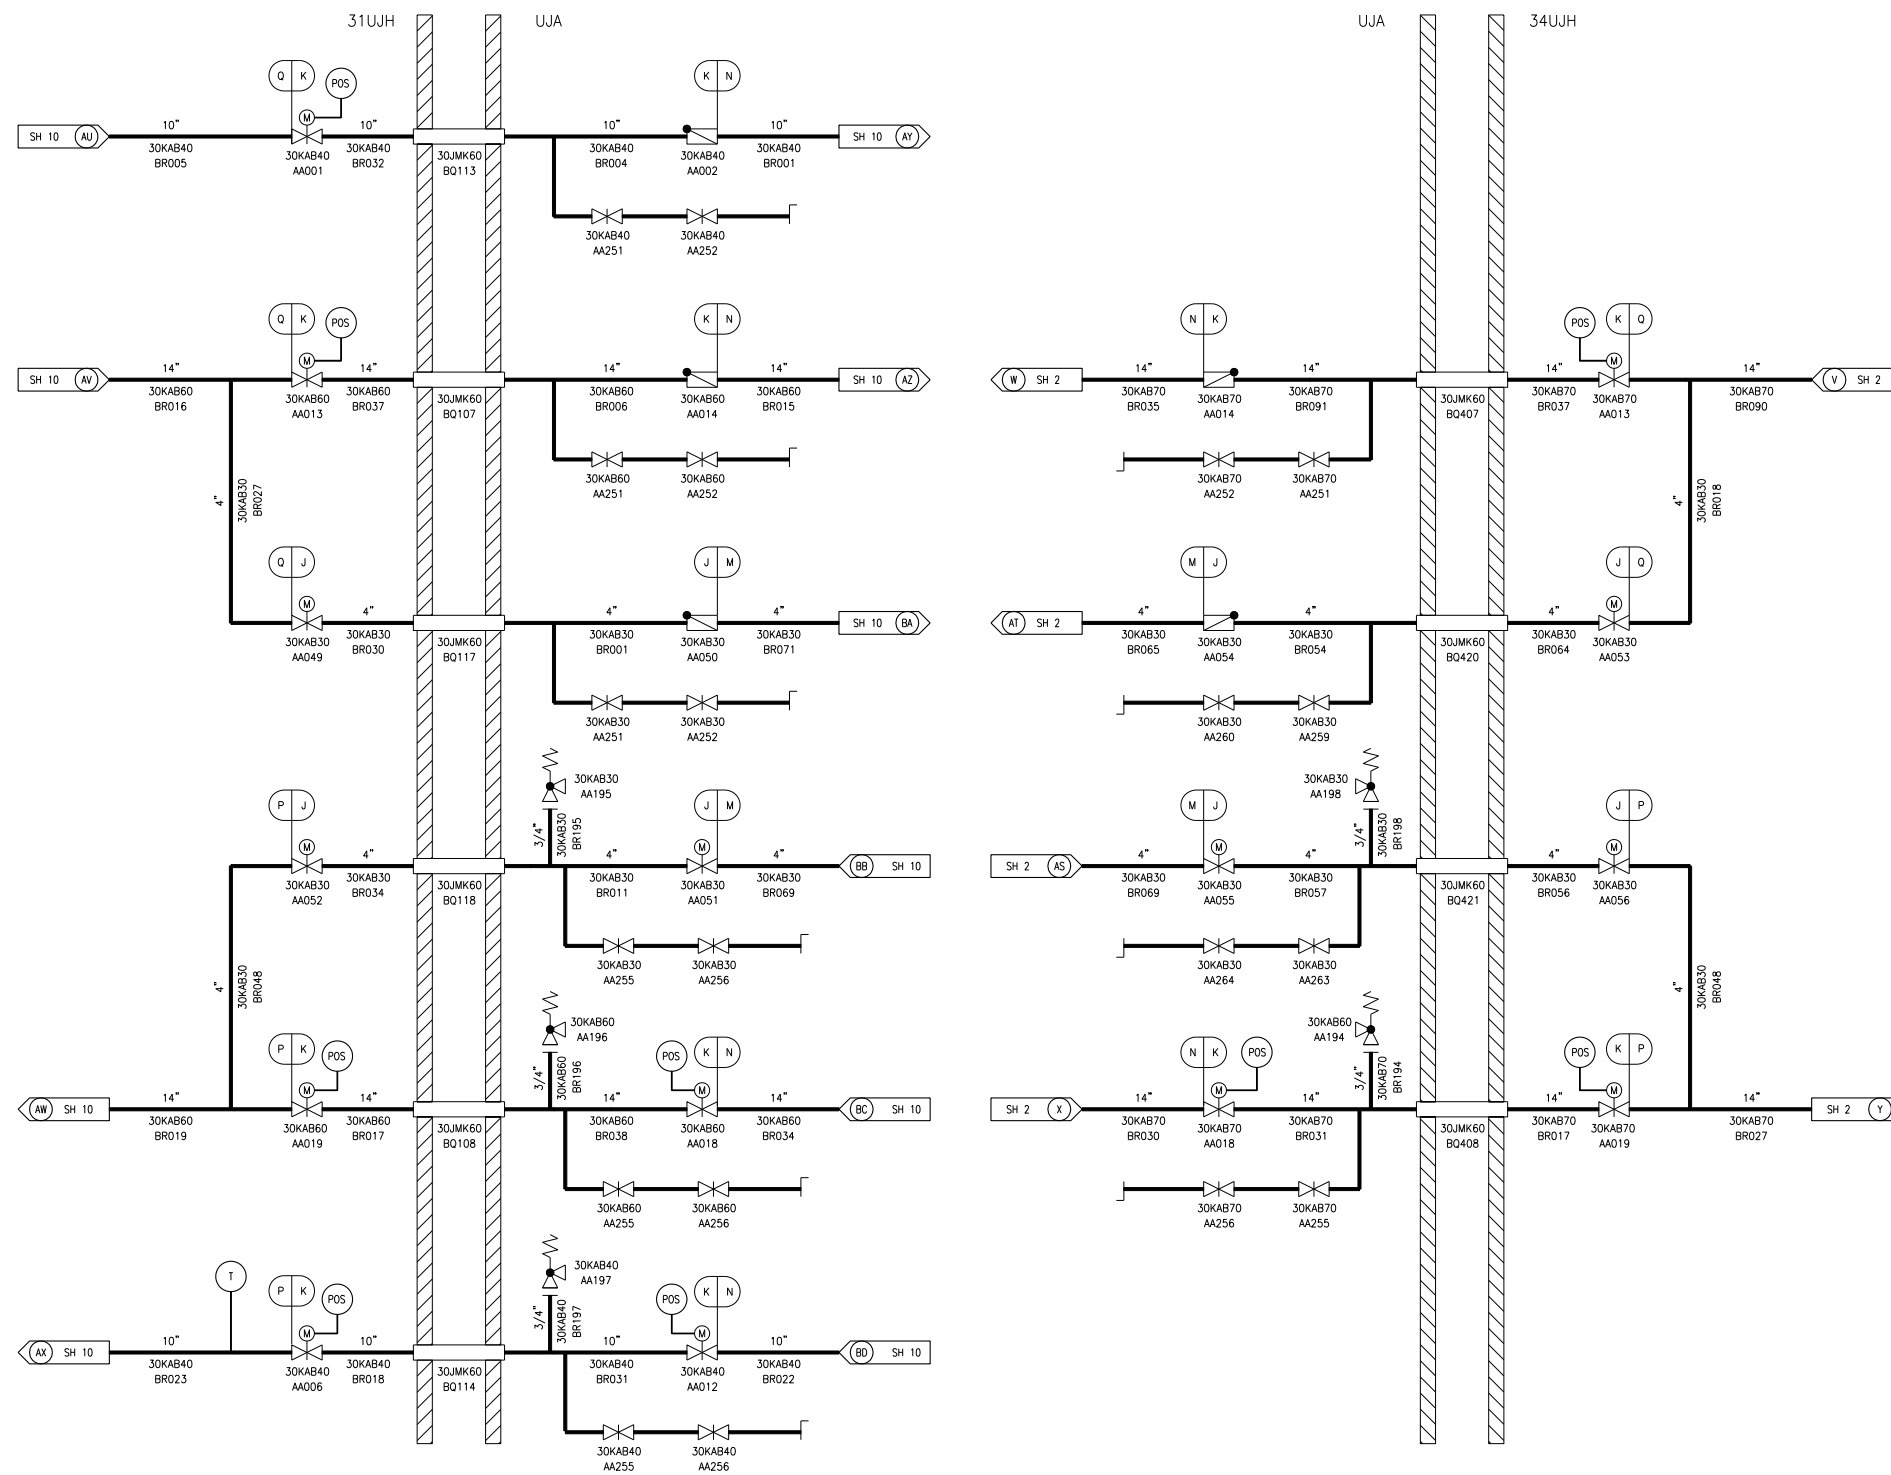 31UJH
UJA
Q K
POS
M
K N
SH 10 AU
10"
30KAB40
BR005
30KAB40
AA001
10"
30KAB40
BR032
30JMK60
BQ113
10"
30KAB40
BR004
30KAB40
AA002
10"
30KAB40
BR001
SH 10 AY
30KAB40
AA251
30KAB40
AA252
Q K
POS
M
K N
SH 10 AV
14"
30KAB60
BR016
30KAB60
AA013
14"
30KAB60
BR037
30JMK60
BQ107
14"
30KAB60
BR006
30KAB60
AA014
14"
30KAB60
BR015
SH 10 AZ
30KAB60
AA251
30KAB60
AA252
4"
30KAB30
BR027
Q J
M
J M
30KAB30
AA049
4"
30KAB30
BR030
30JMK60
BQ117
4"
30KAB30
BR001
30KAB30
AA050
4"
30KAB30
BR071
SH 10 BA
30KAB30
AA251
30KAB30
AA252
30KAB30
AA195
3/4"
30KAB30
BR195
P J
M
J M
M
30KAB30
AA052
4"
30KAB30
BR034
30JMK60
BQ118
4"
30KAB30
BR011
30KAB30
AA051
4"
30KAB30
BR069
BB SH 10
30KAB30
AA255
30KAB30
AA256
4"
30KAB30
BR048
30KAB60
AA196
3/4"
30KAB60
BR196
P K
POS
M
POS
K N
M
AW SH 10
14"
30KAB60
BR019
30KAB60
AA019
14"
30KAB60
BR017
30JMK60
BQ108
14"
30KAB60
BR038
30KAB60
AA018
14"
30KAB60
BR034
BC SH 10
30KAB60
AA255
30KAB60
AA256
30KAB40
AA197
3/4"
30KAB40
BR197
T
P K
POS
M
POS
K N
M
AX SH 10
10"
30KAB40
BR023
30KAB40
AA006
10"
30KAB40
BR018
30JMK60
BQ114
10"
30KAB40
BR031
30KAB40
AA012
10"
30KAB40
BR022
BD SH 10
30KAB40
AA255
30KAB40
AA256
UJA
34UJH
N K
POS
K Q
M
W SH 2
14"
30KAB70
BR035
30KAB70
AA014
14"
30KAB70
BR091
30JMK60
BQ407
14"
30KAB70
BR037
30KAB70
AA013
14"
30KAB70
BR090
V SH 2
30KAB70
AA252
30KAB70
AA251
4"
30KAB30
BR018
M J
J Q
M
AT SH 2
4"
30KAB30
BR065
30KAB30
AA054
4"
30KAB30
BR054
30JMK60
BQ420
4"
30KAB30
BR064
30KAB30
AA053
30KAB30
AA260
30KAB30
AA259
30KAB30
AA198
3/4"
30KAB30
BR198
M J
M
J P
M
SH 2 AS
4"
30KAB30
BR069
30KAB30
AA055
4"
30KAB30
BR057
30JMK60
BQ421
4"
30KAB30
BR056
30KAB30
AA056
30KAB30
AA264
30KAB30
AA263
4"
30KAB30
BR048
30KAB60
AA194
3/4"
30KAB70
BR194
N K
POS
M
POS
K P
M
SH 2 X
14"
30KAB70
BR030
30KAB70
AA018
14"
30KAB70
BR031
30JMK60
BQ408
14"
30KAB70
BR017
30KAB70
AA019
14"
30KAB70
BR027
SH 2 Y
30KAB70
AA256
30KAB70
AA255